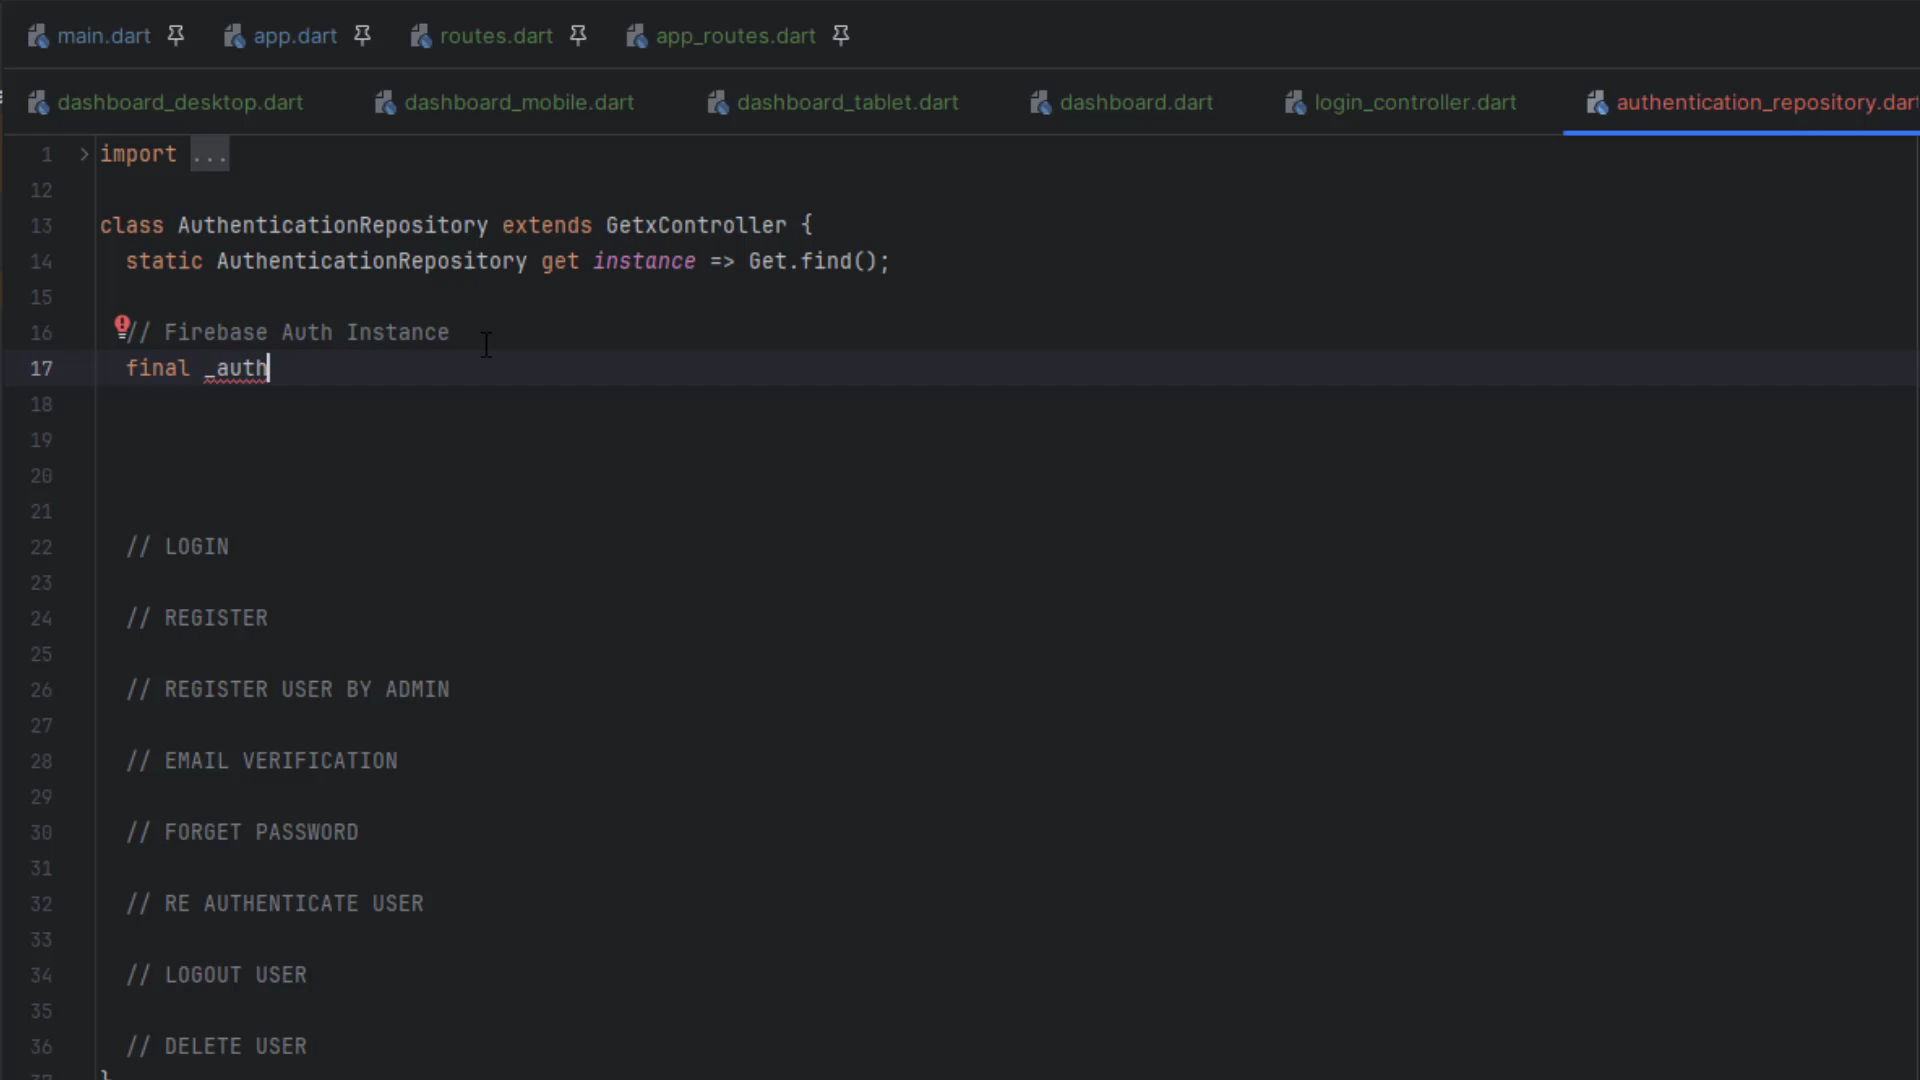 main.dart app.dart routes.dart app_routes.dart
dashboard_desktop.dart dashboard_mobile.dart dashboard_tablet.dart dashboard.dart login_controller.dart authentication_repository.dart
1 import ...
12
13 class AuthenticationRepository extends GetxController {
14 static AuthenticationRepository get instance => Get.find();
15
16 // Firebase Auth Instance
17 final _auth
18
19
20
21
22 // LOGIN
23
24 // REGISTER
25
26 // REGISTER USER BY ADMIN
27
28 // EMAIL VERIFICATION
29
30 // FORGET PASSWORD
31
32 // RE AUTHENTICATE USER
33
34 // LOGOUT USER
35
36 // DELETE USER
37 }